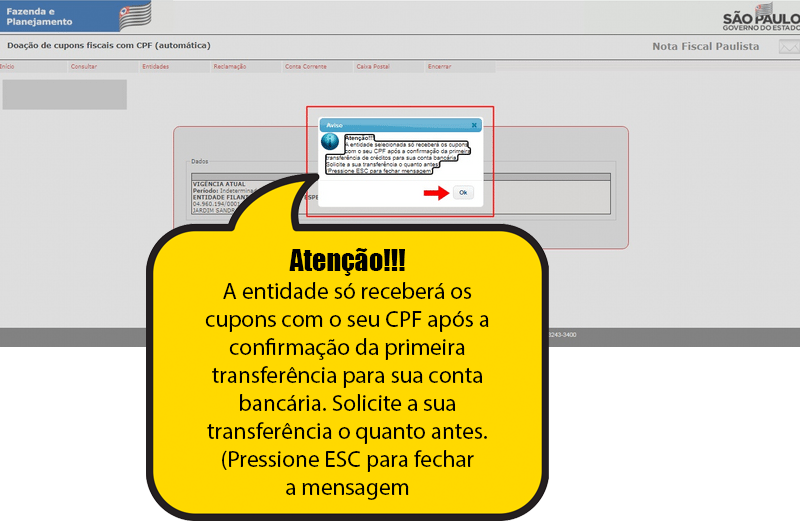 Fazenda e
Planejamento
SÃO PAULO
GOVERNO DO ESTADO
Doação de cupons fiscais com CPF (automática)
Nota Fiscal Paulista
Início Consultar Entidades Reclamação Conta Corrente Caixa Postal Encerrar
Aviso
Atenção!!!
A entidade selecionada só receberá os cupons
com o seu CPF após a confirmação da primeira
transferência de créditos para sua conta bancária.
Solicite a sua transferência o quanto antes.
(Pressione ESC para fechar mensagem
Ok
Dados
VIGÊNCIA ATUAL
Período:
ENTIDADE
04.960.194/0001
JARDIM
3243-3400
Atenção!!!
A entidade só receberá os
cupons com o seu CPF após a
confirmação da primeira
transferência para sua conta
bancária. Solicite a sua
transferência o quanto antes.
(Pressione ESC para fechar
a mensagem